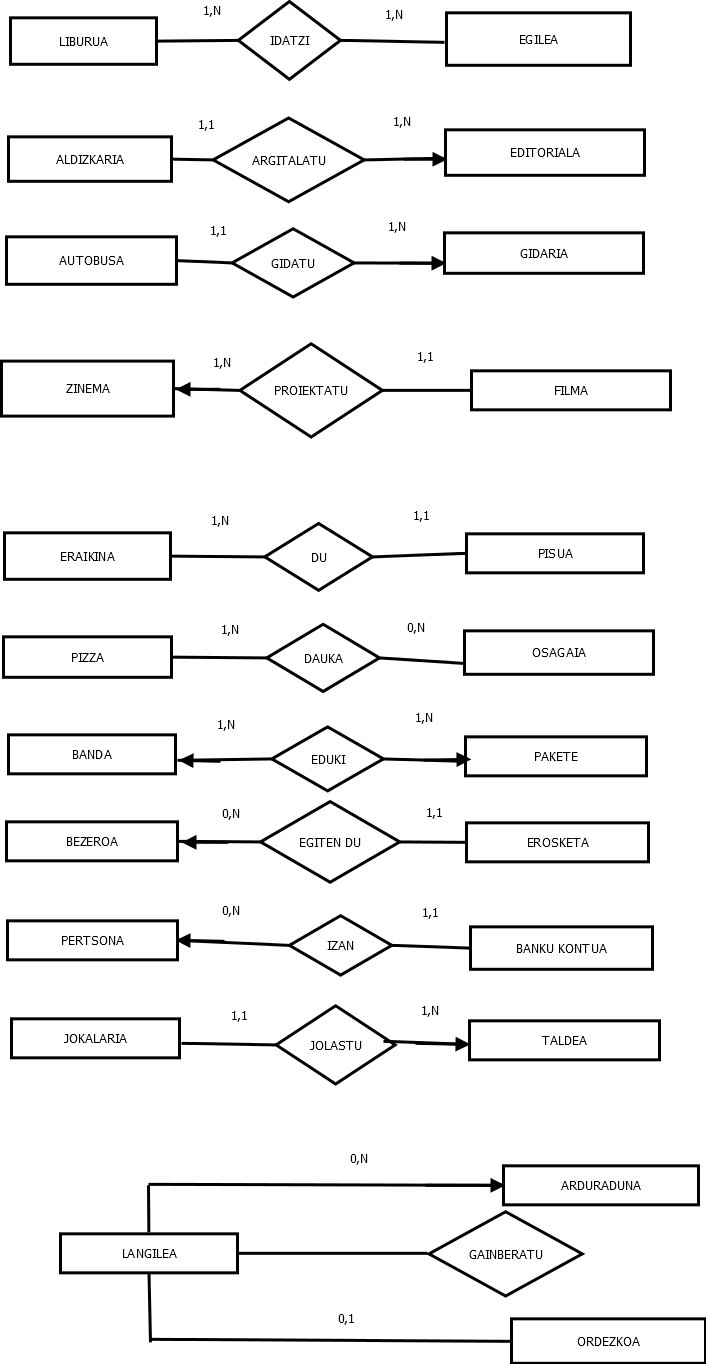 1,N
1,N
LIBURUA
IDATZI
EGILEA
1,1
1,N
ALDIZKARIA
ARGITALATU
EDITORIALA
1,1
1,N
AUTOBUSA
GIDATU
GIDARIA
1,N
1,1
ZINEMA
PROIEKTATU
FILMA
1,N
1,1
ERAIKINA
DU
PISUA
1,N
0,N
PIZZA
DAUKA
OSAGAIA
1,N
1,N
BANDA
EDUKI
PAKETE
0,N
1,1
BEZEROA
EGITEN DU
EROSKETA
0,N
1,1
PERTSONA
IZAN
BANKU KONTUA
1,1
1,N
JOKALARIA
JOLASTU
TALDEA
0,N
ARDURADUNA
LANGILEA
GAINBERATU
0,1
ORDEZKOA